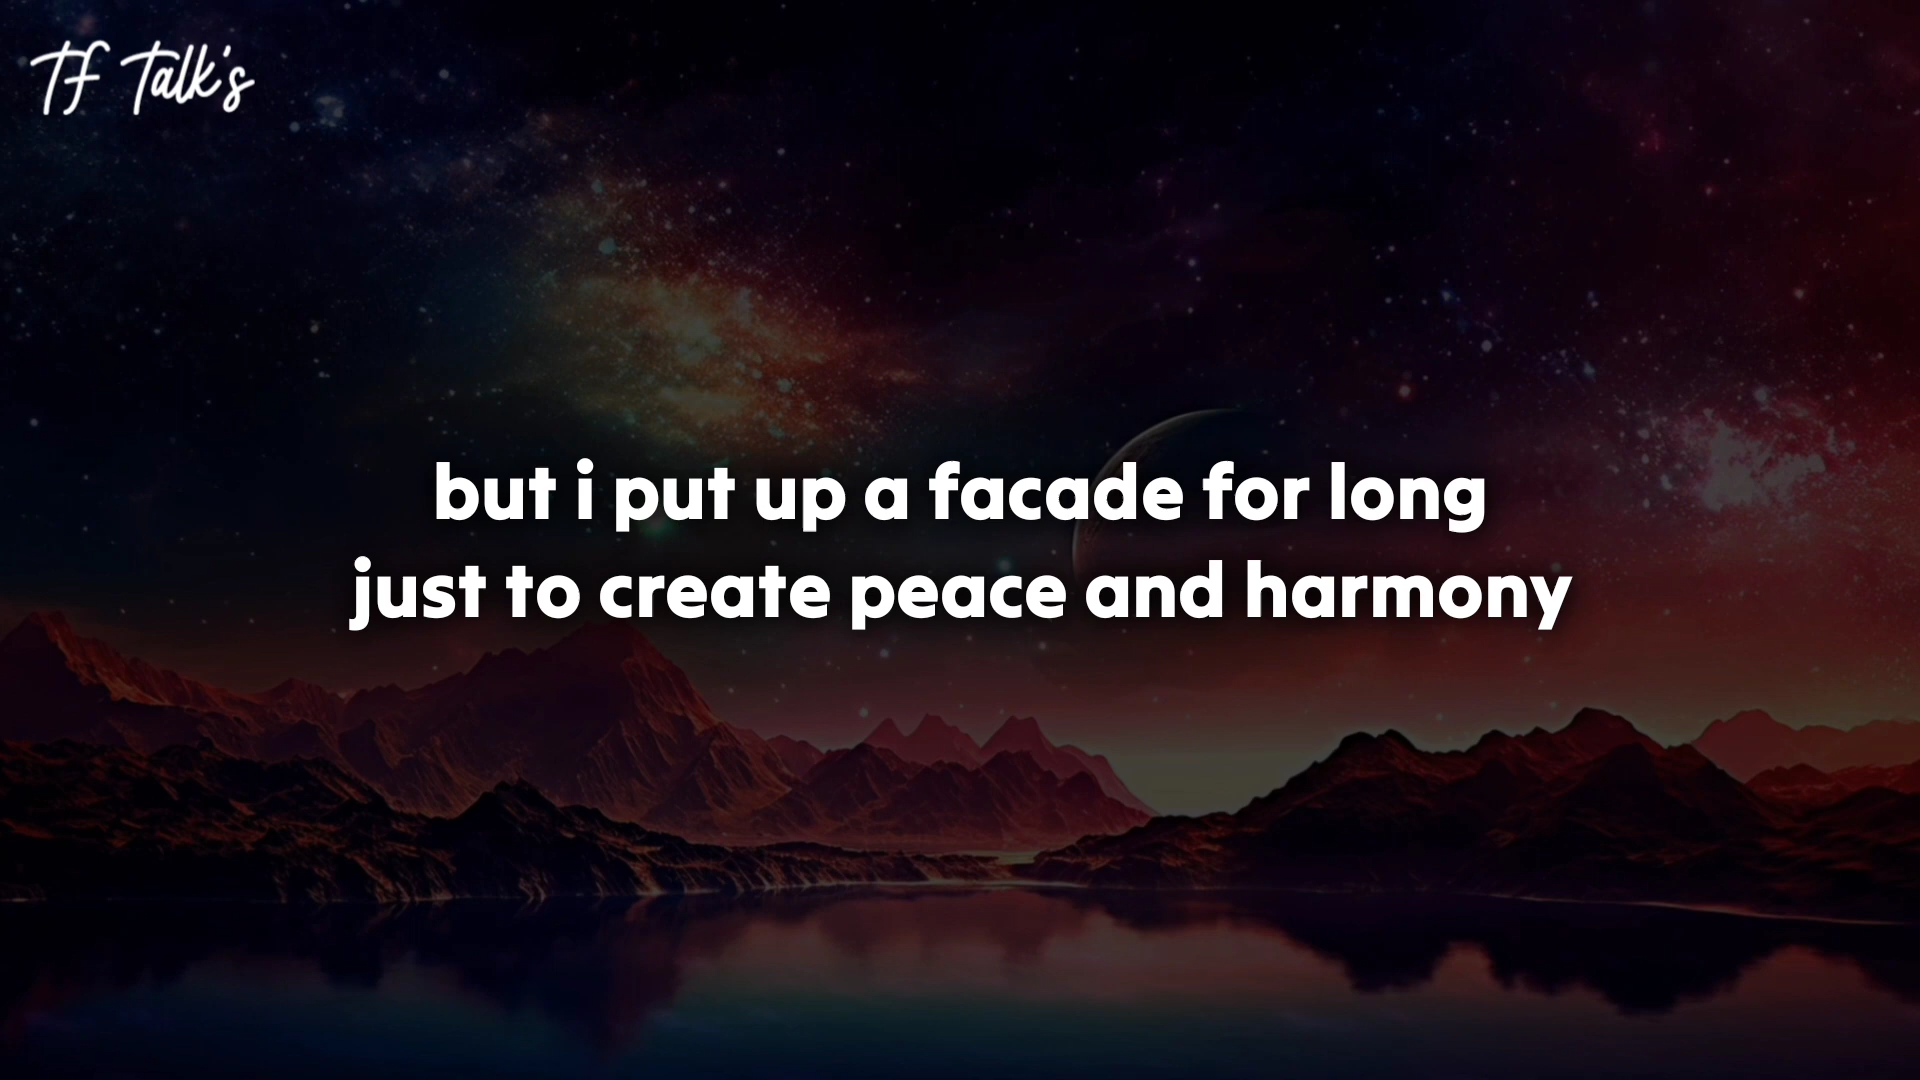 TF Talk's
but i put up a facade for long
just to create peace and harmony